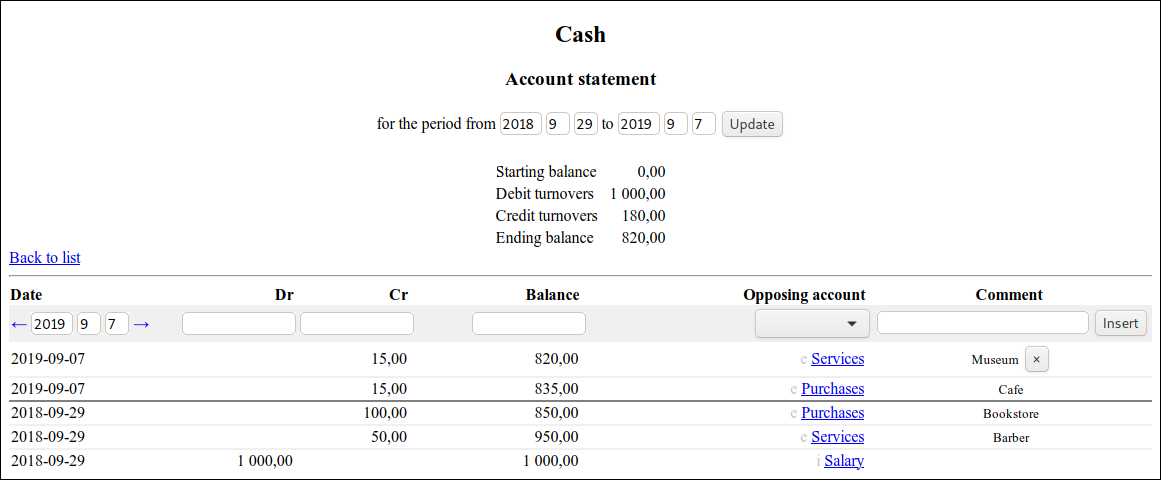 Cash
Account statement
for the period from 2018 9 29 to 2019 9 7 Update
Starting balance 0,00
Debit turnovers 1 000,00
Credit turnovers 180,00
Ending balance 820,00
Back to list
Date Dr Cr Balance Opposing account Comment
← 2019 9 7 → Insert
2019-09-07 15,00 820,00 e Services Museum ×
2019-09-07 15,00 835,00 e Purchases Cafe
2018-09-29 100,00 850,00 e Purchases Bookstore
2018-09-29 50,00 950,00 e Services Barber
2018-09-29 1 000,00 1 000,00 i Salary